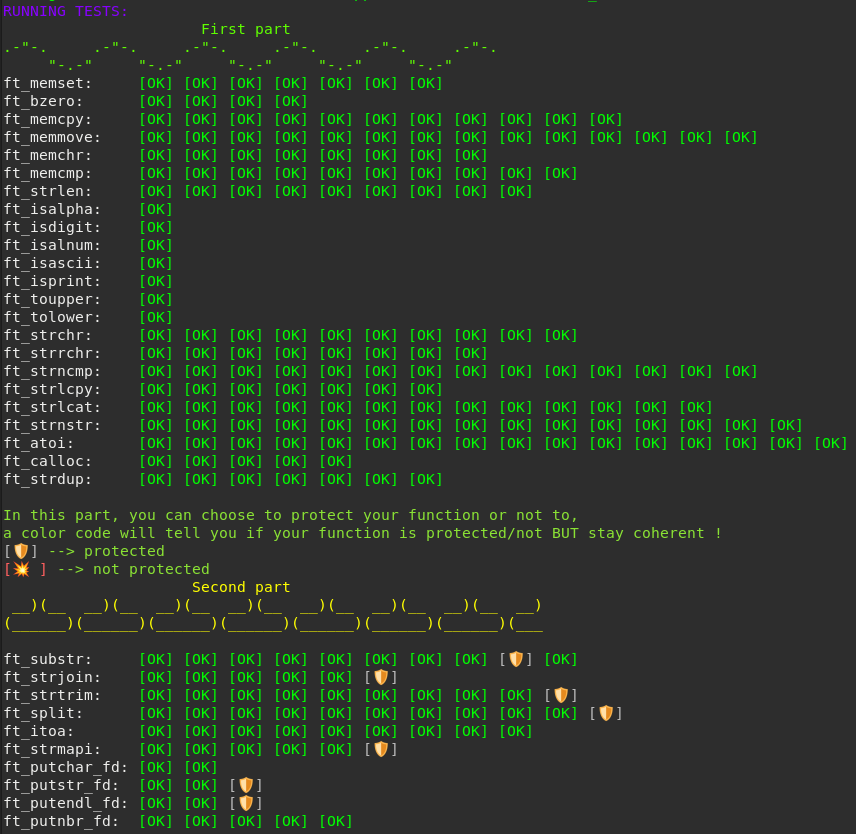 RUNNING TESTS:
First part
.-"-.     .-"-.     .-"-.     .-"-.     .-"-.     .-"-.
     "-.-"     "-.-"     "-.-"     "-.-"     "-.-"
ft_memset: [OK] [OK] [OK] [OK] [OK] [OK] [OK]
ft_bzero: [OK] [OK] [OK] [OK]
ft_memcpy: [OK] [OK] [OK] [OK] [OK] [OK] [OK] [OK] [OK] [OK] [OK]
ft_memmove: [OK] [OK] [OK] [OK] [OK] [OK] [OK] [OK] [OK] [OK] [OK] [OK] [OK] [OK]
ft_memchr: [OK] [OK] [OK] [OK] [OK] [OK] [OK] [OK]
ft_memcmp: [OK] [OK] [OK] [OK] [OK] [OK] [OK] [OK] [OK] [OK]
ft_strlen: [OK] [OK] [OK] [OK] [OK] [OK] [OK] [OK] [OK]
ft_isalpha: [OK]
ft_isdigit: [OK]
ft_isalnum: [OK]
ft_isascii: [OK]
ft_isprint: [OK]
ft_toupper: [OK]
ft_tolower: [OK]
ft_strchr: [OK] [OK] [OK] [OK] [OK] [OK] [OK] [OK] [OK] [OK]
ft_strrchr: [OK] [OK] [OK] [OK] [OK] [OK] [OK] [OK]
ft_strncmp: [OK] [OK] [OK] [OK] [OK] [OK] [OK] [OK] [OK] [OK] [OK] [OK] [OK] [OK]
ft_strlcpy: [OK] [OK] [OK] [OK] [OK] [OK] [OK]
ft_strlcat: [OK] [OK] [OK] [OK] [OK] [OK] [OK] [OK] [OK] [OK] [OK] [OK] [OK]
ft_strnstr: [OK] [OK] [OK] [OK] [OK] [OK] [OK] [OK] [OK] [OK] [OK] [OK] [OK] [OK] [OK]
ft_atoi: [OK] [OK] [OK] [OK] [OK] [OK] [OK] [OK] [OK] [OK] [OK] [OK] [OK] [OK] [OK] [OK]
ft_calloc: [OK] [OK] [OK] [OK] [OK]
ft_strdup: [OK] [OK] [OK] [OK] [OK] [OK] [OK]
In this part, you can choose to protect your function or not to,
a color code will tell you if your function is protected/not BUT stay coherent !
[🛡️] --> protected
[💥 ] --> not protected
Second part
 __)(__  __)(__  __)(__  __)(__  __)(__  __)(__  __)(__  __)
(______)(______)(______)(______)(______)(______)(______)(___
ft_substr: [OK] [OK] [OK] [OK] [OK] [OK] [OK] [OK] [🛡️] [OK]
ft_strjoin: [OK] [OK] [OK] [OK] [OK] [🛡️]
ft_strtrim: [OK] [OK] [OK] [OK] [OK] [OK] [OK] [OK] [OK] [🛡️]
ft_split: [OK] [OK] [OK] [OK] [OK] [OK] [OK] [OK] [OK] [OK] [🛡️]
ft_itoa: [OK] [OK] [OK] [OK] [OK] [OK] [OK] [OK] [OK]
ft_strmapi: [OK] [OK] [OK] [OK] [OK] [🛡️]
ft_putchar_fd: [OK] [OK]
ft_putstr_fd: [OK] [OK] [🛡️]
ft_putendl_fd: [OK] [OK] [🛡️]
ft_putnbr_fd: [OK] [OK] [OK] [OK] [OK]